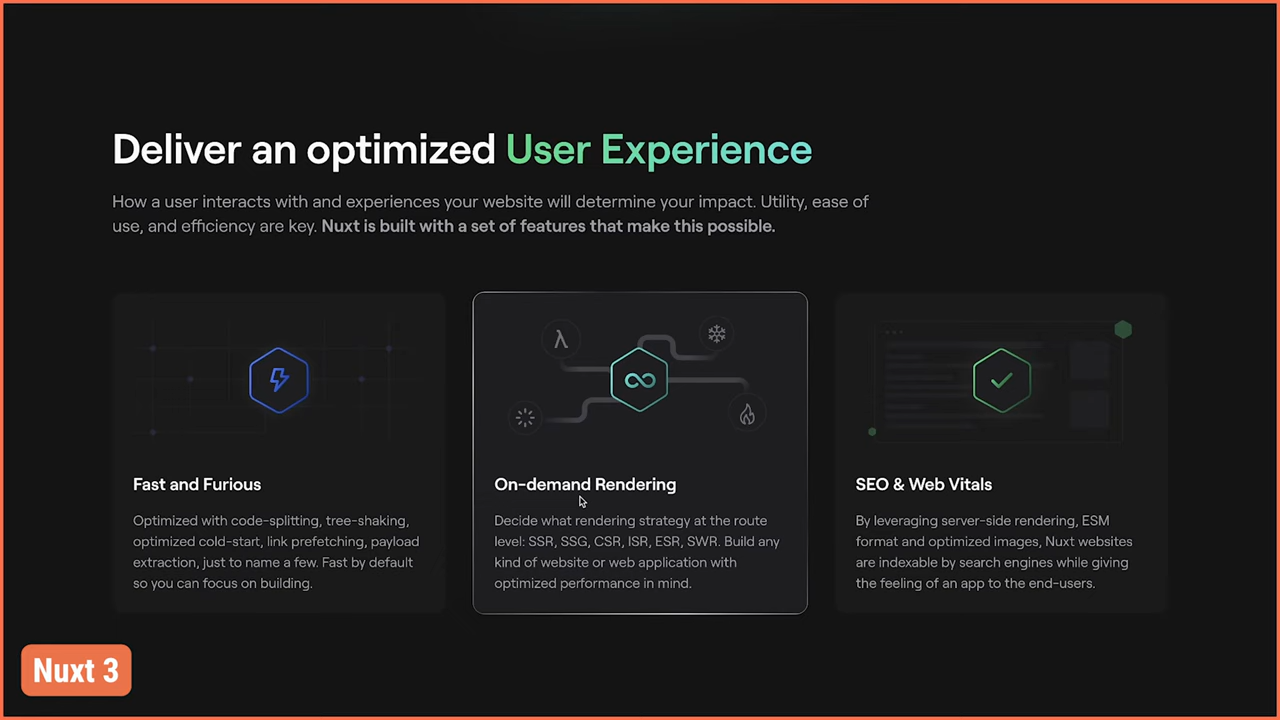 Deliver an optimized User Experience
How a user interacts with and experiences your website will determine your impact. Utility, ease of
use, and efficiency are key. Nuxt is built with a set of features that make this possible.
λ
Fast and Furious
Optimized with code-splitting, tree-shaking,
optimized cold-start, link prefetching, payload
extraction, just to name a few. Fast by default
so you can focus on building.
On-demand Rendering
Decide what rendering strategy at the route
level: SSR, SSG, CSR, ISR, ESR, SWR. Build any
kind of website or web application with
optimized performance in mind.
SEO & Web Vitals
By leveraging server-side rendering, ESM
format and optimized images, Nuxt websites
are indexable by search engines while giving
the feeling of an app to the end-users.
Nuxt 3